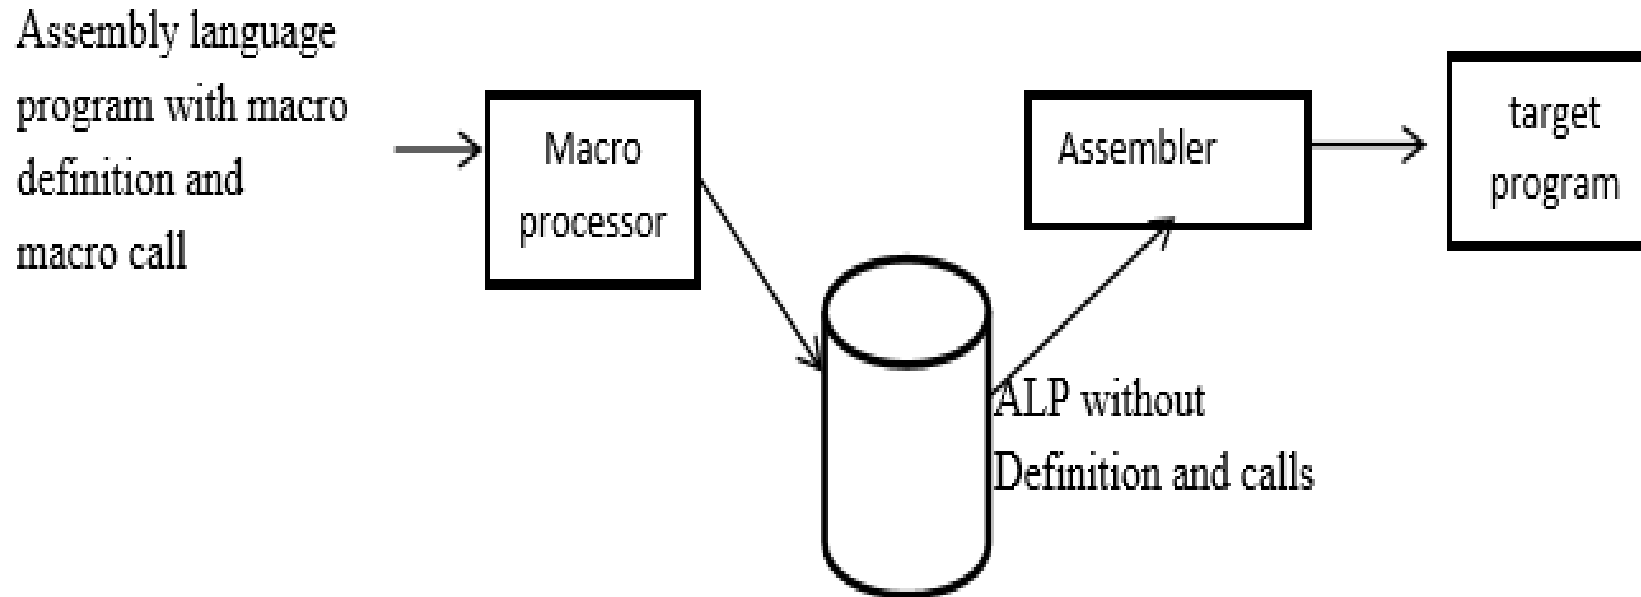 Assembly language
program with macro
definition and
macro call
Macro
processor
Assembler
target
program
ALP without
Definition and calls